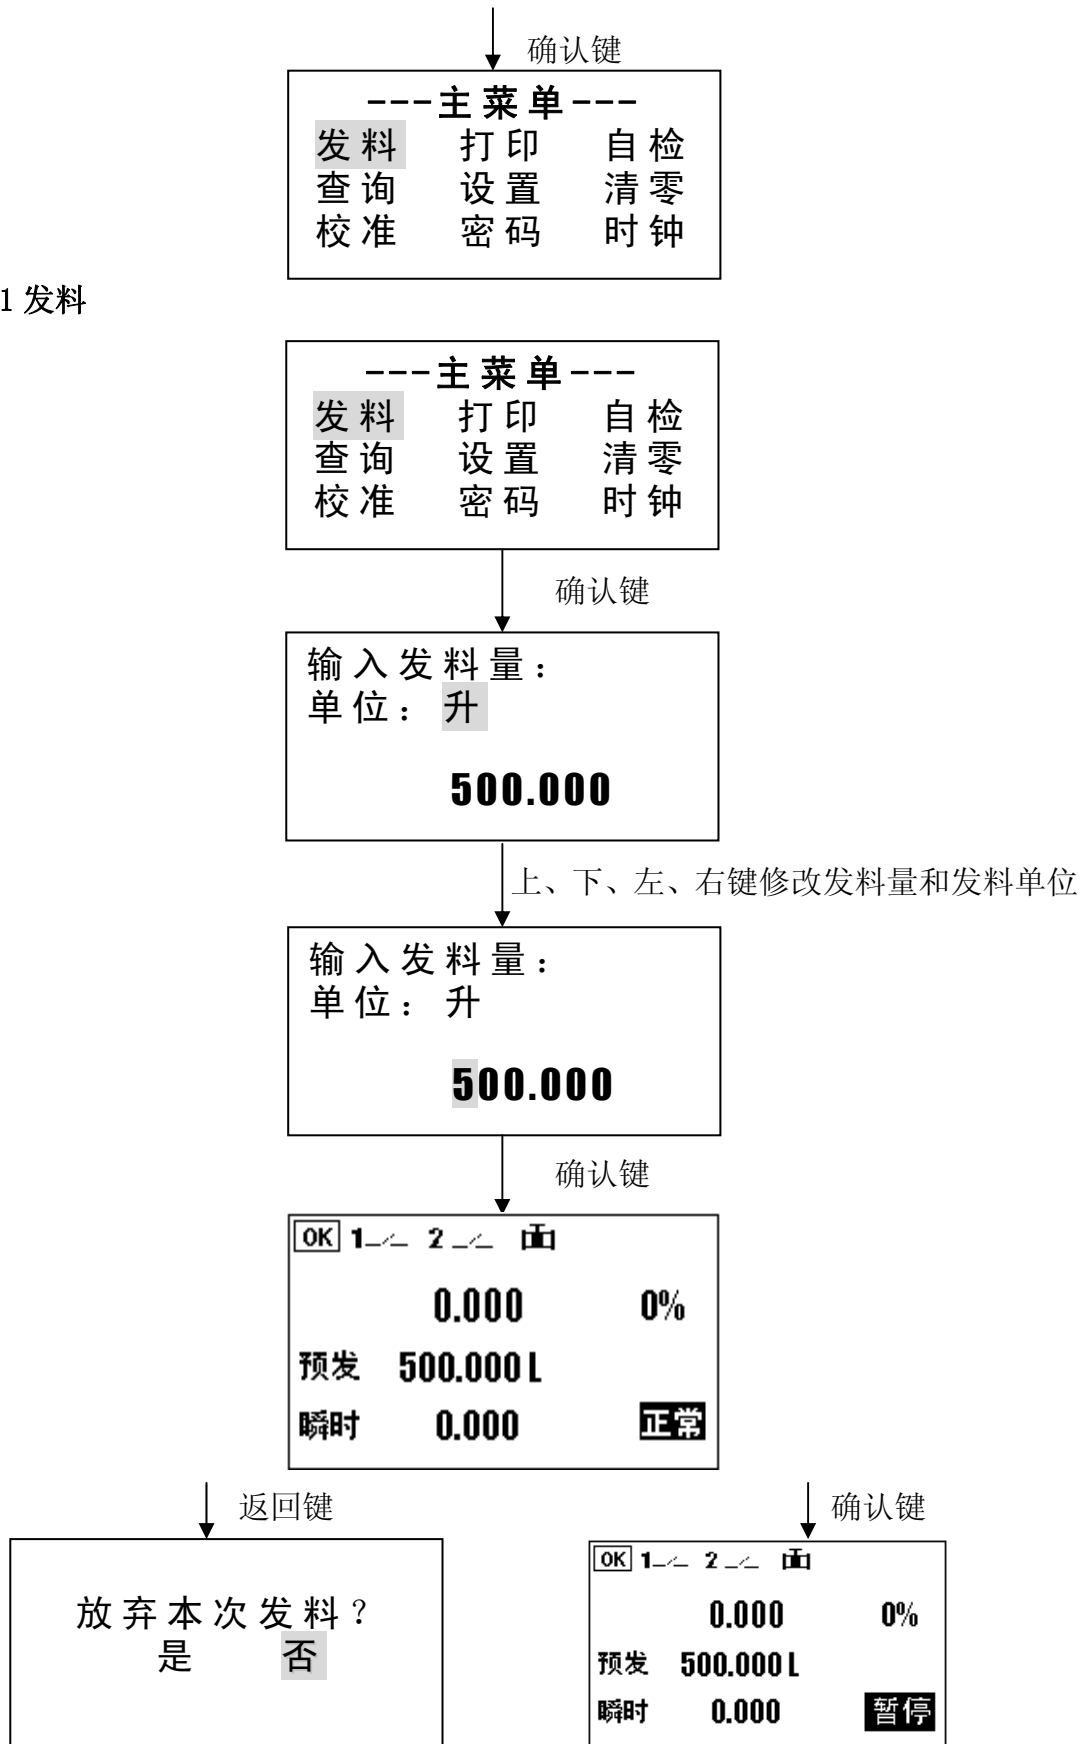 确认键
---主菜单---
发料 打印 自检
查询 设置 清零
校准 密码 时钟
1 发料
---主菜单---
发料 打印 自检
查询 设置 清零
校准 密码 时钟
确认键
输入发料量：
单位：升
500.000
上、下、左、右键修改发料量和发料单位
输入发料量：
单位：升
500.000
确认键
OK 1 2
0.000 0%
预发 500.000 L
瞬时 0.000 正常
返回键
确认键
放弃本次发料？
是 否
OK 1 2
0.000 0%
预发 500.000 L
瞬时 0.000 暂停